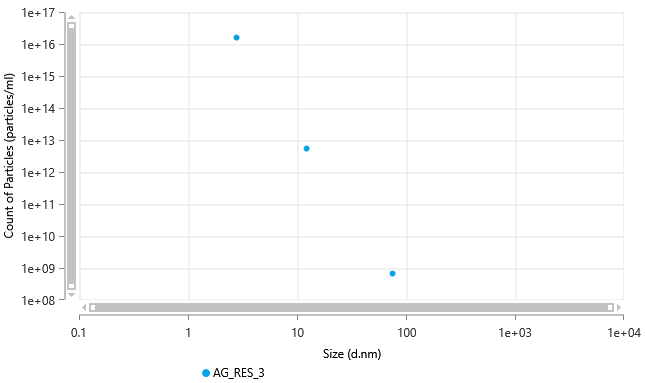 Count of Particles (particles/ml)
1e+17
1e+16
1e+15
1e+14
1e+13
1e+12
1e+11
1e+10
1e+09
1e+08
0.1 1 10 100 1e+03 1e+04
Size (d.nm)
AG_RES_3